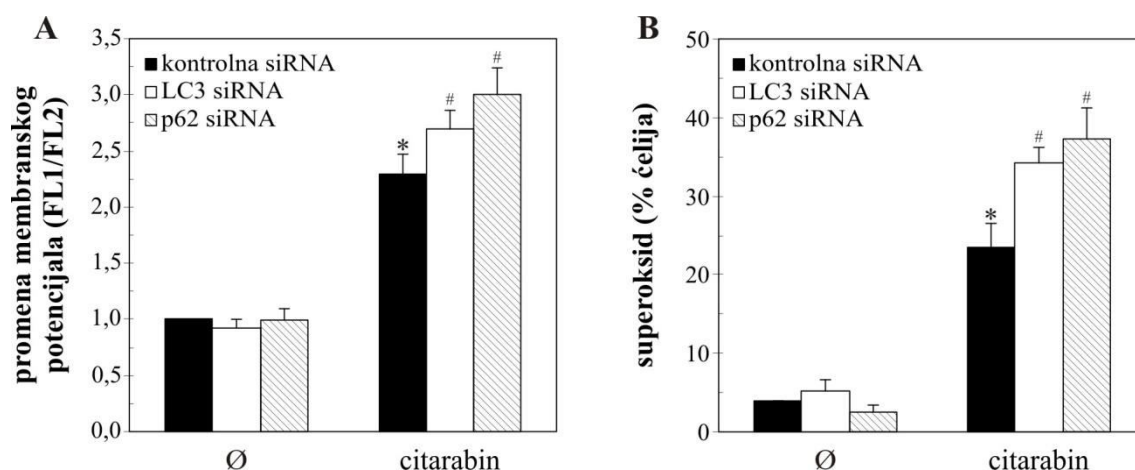 A
promena membranskog
potencijala (FL1/FL2)
3,5
3,0
2,5
2,0
1,5
1,0
0,5
0,0
kontrolna siRNA
LC3 siRNA
p62 siRNA
*
#
#
Ø
citarabin
B
superoksid (% ćelija)
50
40
30
20
10
0
kontrolna siRNA
LC3 siRNA
p62 siRNA
*
#
#
Ø
citarabin